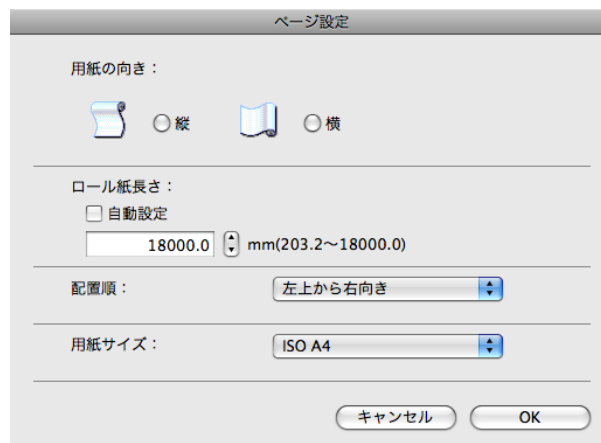 ページ設定
用紙の向き：
縦
横
ロール紙長さ：
自動設定
18000.0 mm(203.2～18000.0)
配置順： 左上から右向き
用紙サイズ： ISO A4
キャンセル OK